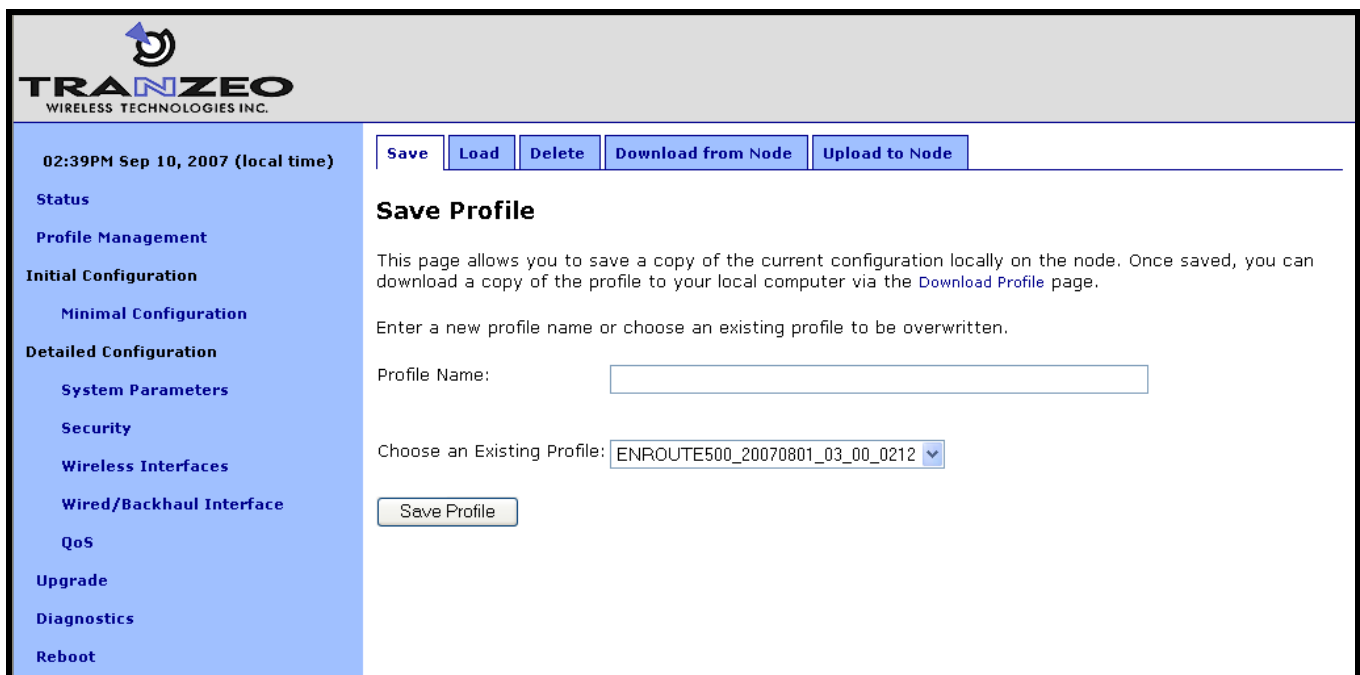 TRANZEO
WIRELESS TECHNOLOGIES INC.
02:39PM Sep 10, 2007 (local time)
Status
Profile Management
Initial Configuration
Minimal Configuration
Detailed Configuration
System Parameters
Security
Wireless Interfaces
Wired/Backhaul Interface
QoS
Upgrade
Diagnostics
Reboot
Save Load Delete Download from Node Upload to Node
Save Profile
This page allows you to save a copy of the current configuration locally on the node. Once saved, you can
download a copy of the profile to your local computer via the Download Profile page.
Enter a new profile name or choose an existing profile to be overwritten.
Profile Name:
Choose an Existing Profile: ENROUTE500_20070801_03_00_0212
Save Profile